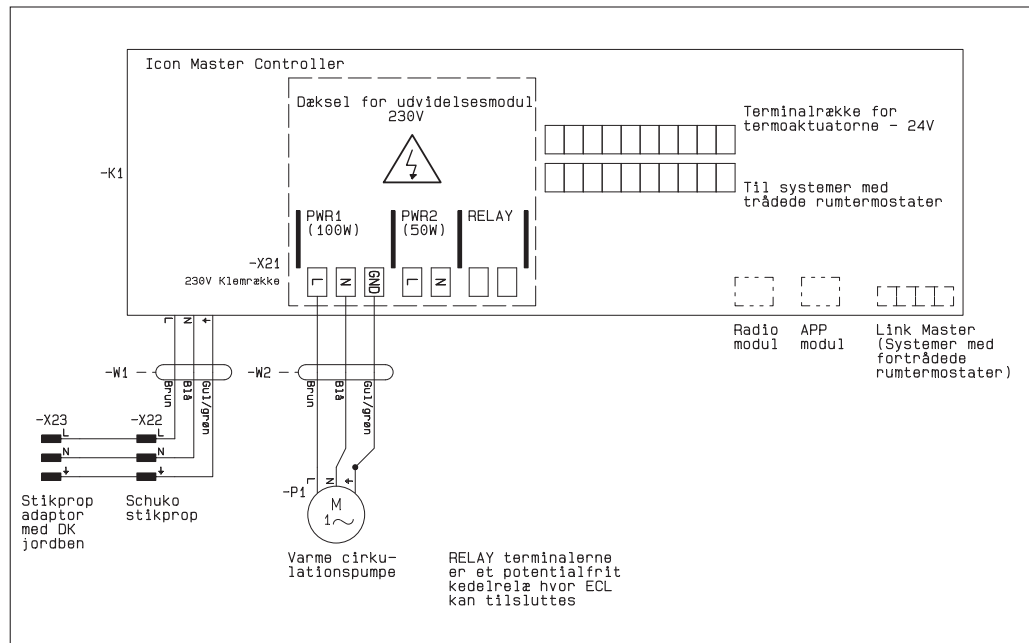 Icon Master Controller
Dæksel for udvidelsesmodul
230V
Terminalrække for
termoaktuatorne - 24V
-K1
Til systemer med
trådede rumtermostater
PWR1
(100W)
PWR2
(50W)
RELAY
-X21
230V Klemrække
L
N
GND
L
N
L
N
Radio
modul
APP
modul
Link Master
(Systemer med
fortrådede
rumtermostater)
-W1
Brun
Blå
Gul/grøn
-W2
Brun
Blå
Gul/grøn
-X23
L
N
-X22
L
N
Stikprop
adaptor
med DK
jordben
Schuko
stikprop
-P1
L
N
M
1~
Varme cirku-
lationspumpe
RELAY terminalerne
er et potentialfrit
kedelrelæ hvor ECL
kan tilsluttes